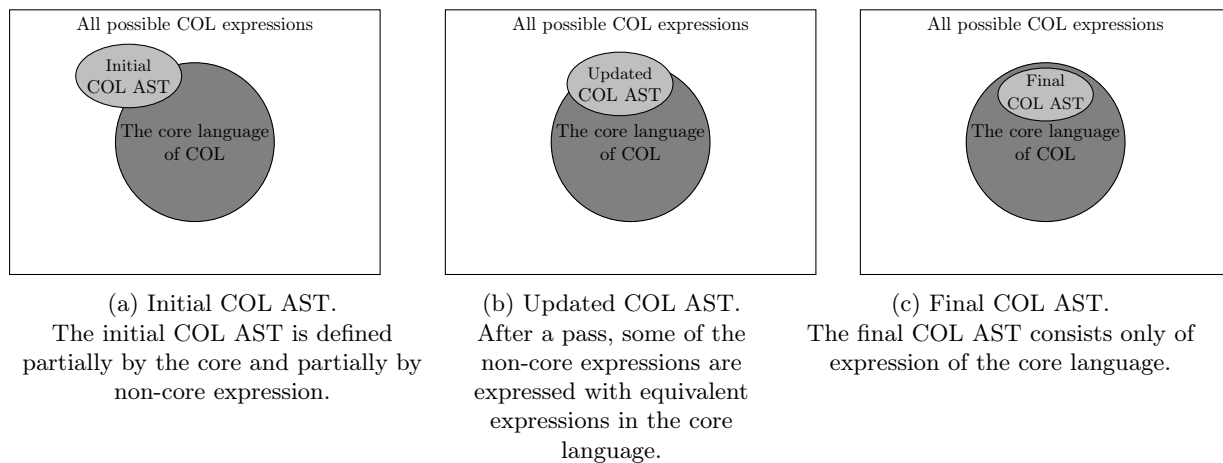 All possible COL expressions
Initial
COL AST
The core language
of COL
(a) Initial COL AST.
The initial COL AST is defined
partially by the core and partially by
non-core expression.
All possible COL expressions
Updated
COL AST
The core language
of COL
(b) Updated COL AST.
After a pass, some of the
non-core expressions are
expressed with equivalent
expressions in the core
language.
All possible COL expressions
Final
COL AST
The core language
of COL
(c) Final COL AST.
The final COL AST consists only of
expression of the core language.